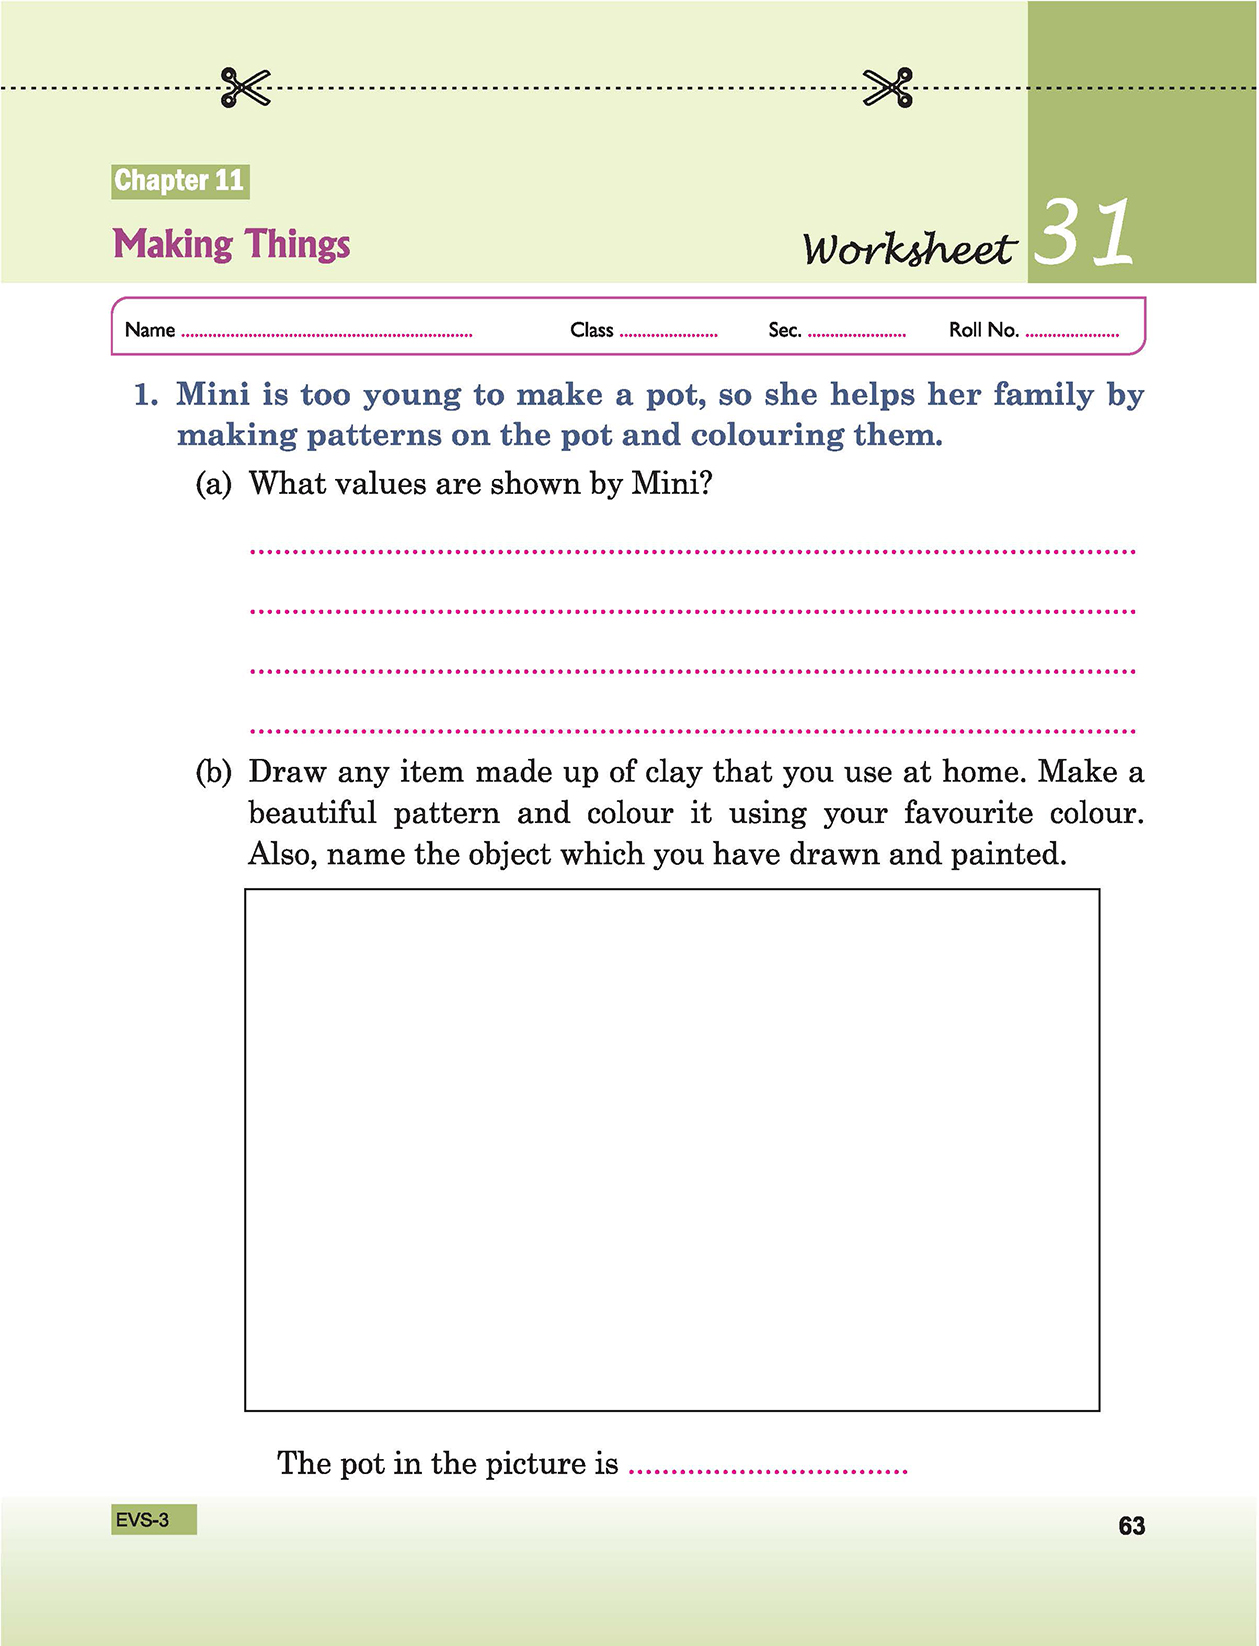 Chapter 11
Making Things
Worksheet 31
Name ........................ Class ............ Sec. ............ Roll No. ............
1. Mini is too young to make a pot, so she helps her family by
making patterns on the pot and colouring them.
(a) What values are shown by Mini?
(b) Draw any item made up of clay that you use at home. Make a
beautiful pattern and colour it using your favourite colour.
Also, name the object which you have drawn and painted.
The pot in the picture is ................................
EVS-3
63